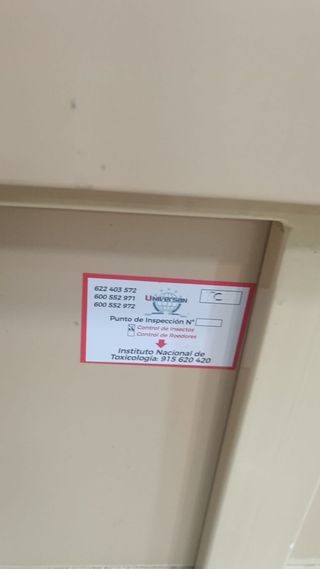 622 403 572
600 552 971
600 552 972
UNIVERSAN
C
Punto de Inspección Nº
Control de insectos
Control de Roedores
Instituto Nacional de
Toxicología: 915 620 420